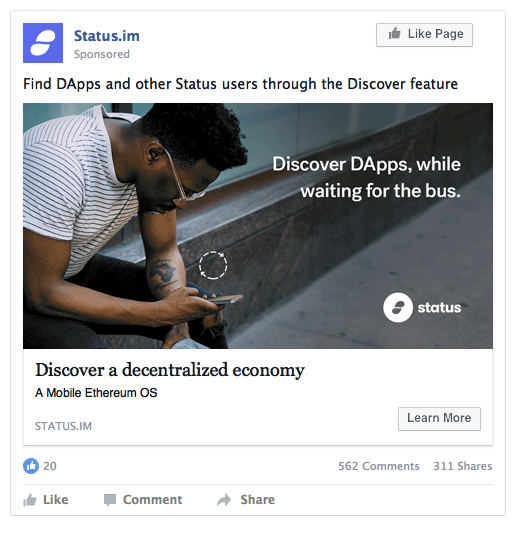 Status.im
Like Page
Sponsored
Find DApps and other Status users through the Discover feature
Discover DApps, while
waiting for the bus.
status
Discover a decentralized economy
A Mobile Ethereum OS
STATUS.IM
Learn More
20
562 Comments
311 Shares
Like
Comment
Share